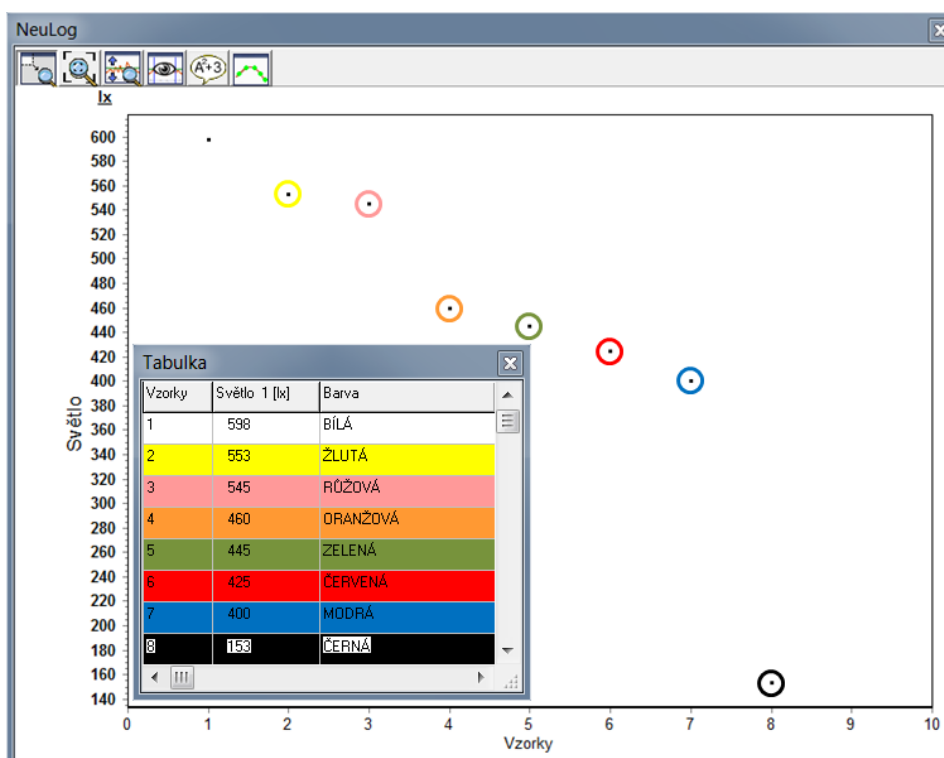 NeuLog
A²+3
lx
600
580
560
540
520
500
480
460
440
420
400
380
360
340
320
300
280
260
240
220
200
180
160
140
Světlo
Tabulka
Vzorky Světlo 1 [lx] Barva
1 598 BÍLÁ
2 553 ŽLUTÁ
3 545 RŮŽOVÁ
4 460 ORANŽOVÁ
5 445 ZELENÁ
6 425 ČERVENÁ
7 400 MODRÁ
8 153 ČERNÁ
0 1 2 3 4 5 6 7 8 9 10
Vzorky